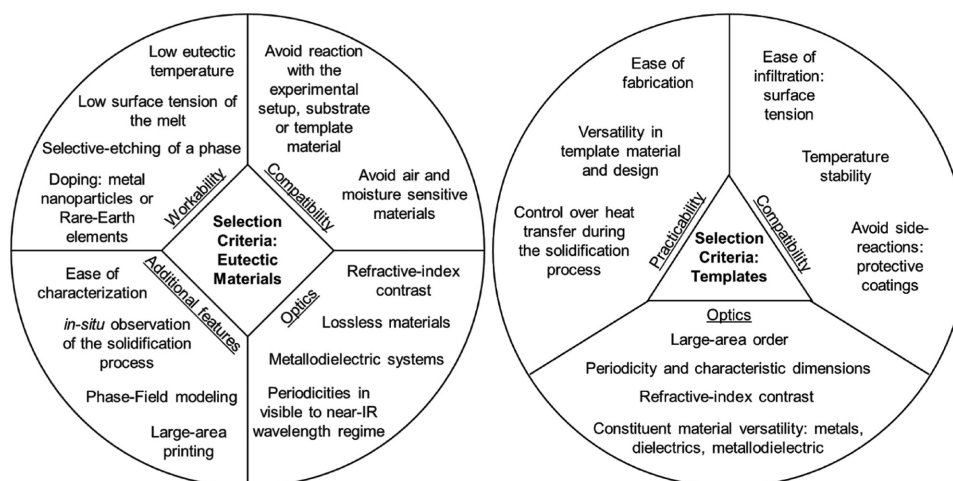 Low eutectic
temperature
Low surface tension of
the melt
Selective-etching of a phase
Doping: metal
nanoparticles or
Rare-Earth
elements
Workability
Avoid reaction
with the
experimental
setup, substrate
or template
material
Avoid air and
moisture sensitive
materials
Compatibility
Selection
Criteria:
Eutectic
Materials
Ease of
characterization
in-situ observation
of the solidification
process
Phase-Field modeling
Large-area
printing
Additional features
Optics
Refractive-index
contrast
Lossless materials
Metallodielectric systems
Periodicities in
visible to near-IR
wavelength regime
Ease of
fabrication
Versatility in
template material
and design
Control over heat
transfer during
the solidification
process
Practicability
Ease of
infiltration:
surface
tension
Temperature
stability
Avoid side-
reactions:
protective
coatings
Compatibility
Selection
Criteria:
Templates
Optics
Large-area order
Periodicity and characteristic dimensions
Refractive-index contrast
Constituent material versatility: metals,
dielectrics, metallodielectric